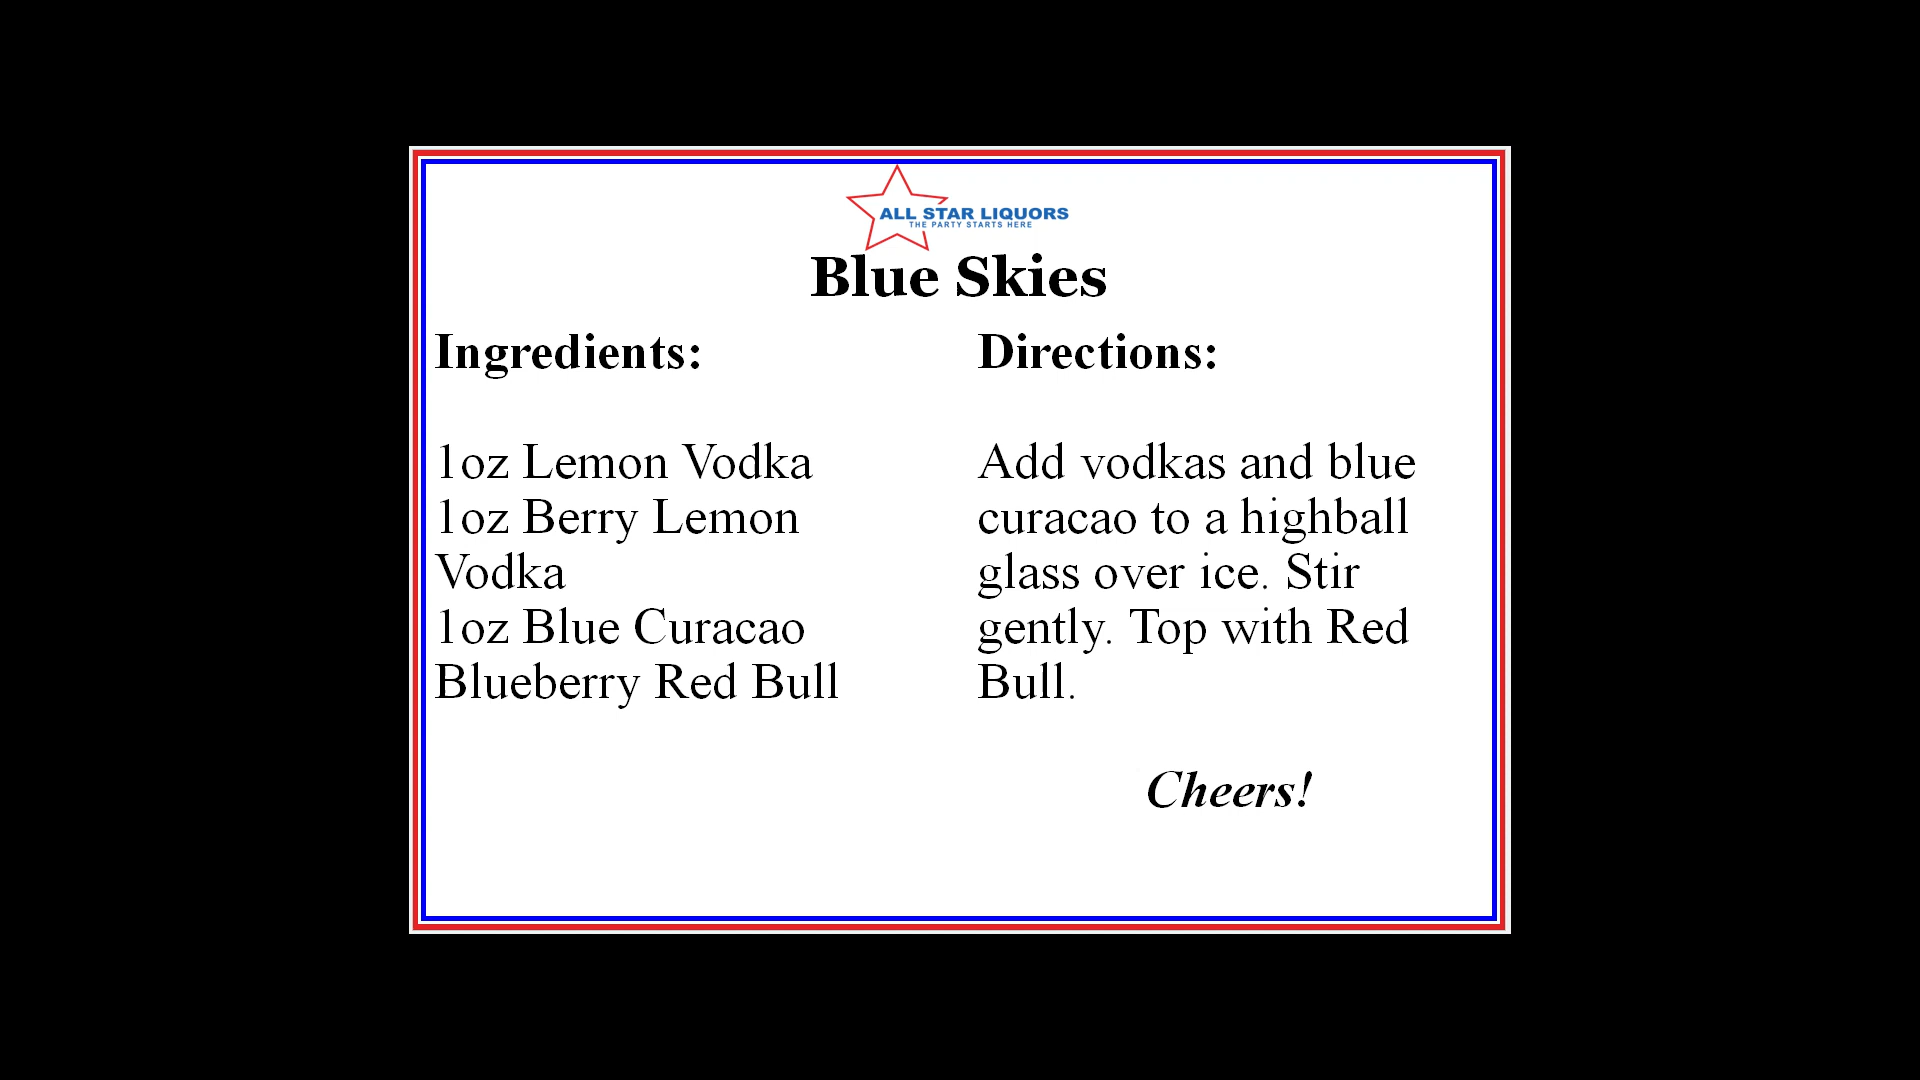 ALL STAR LIQUORS
THE PARTY STARTS HERE
Blue Skies
Ingredients:
1oz Lemon Vodka
1oz Berry Lemon
Vodka
1oz Blue Curacao
Blueberry Red Bull
Directions:
Add vodkas and blue
curacao to a highball
glass over ice. Stir
gently. Top with Red
Bull.
Cheers!